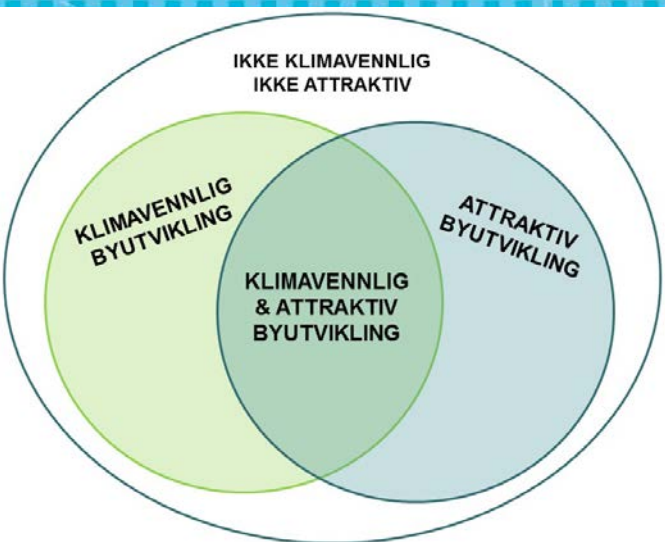 IKKE KLIMAVENNLIG
IKKE ATTRAKTIV
KLIMAVENNLIG
BYUTVIKLING
ATTRAKTIV
BYUTVIKLING
KLIMAVENNLIG
& ATTRAKTIV
BYUTVIKLING